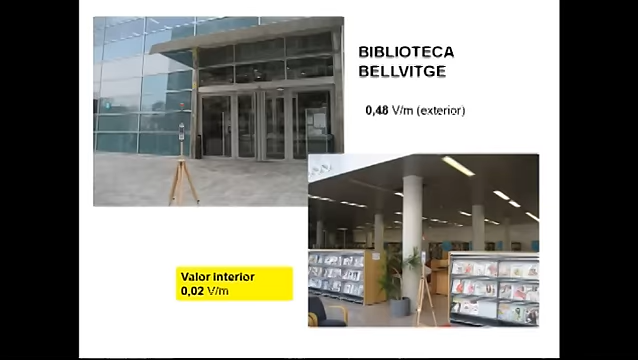 BIBLIOTECA
BELLVITGE
0,48 V/m (exterior)
Valor interior
0,02 V/m